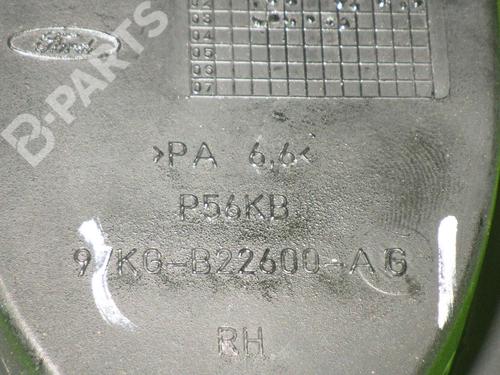 Ford
B-PARTS
02
03
04
05
06
07
>PA 6,6<
P56KB
97KG-B22600-AG
RH